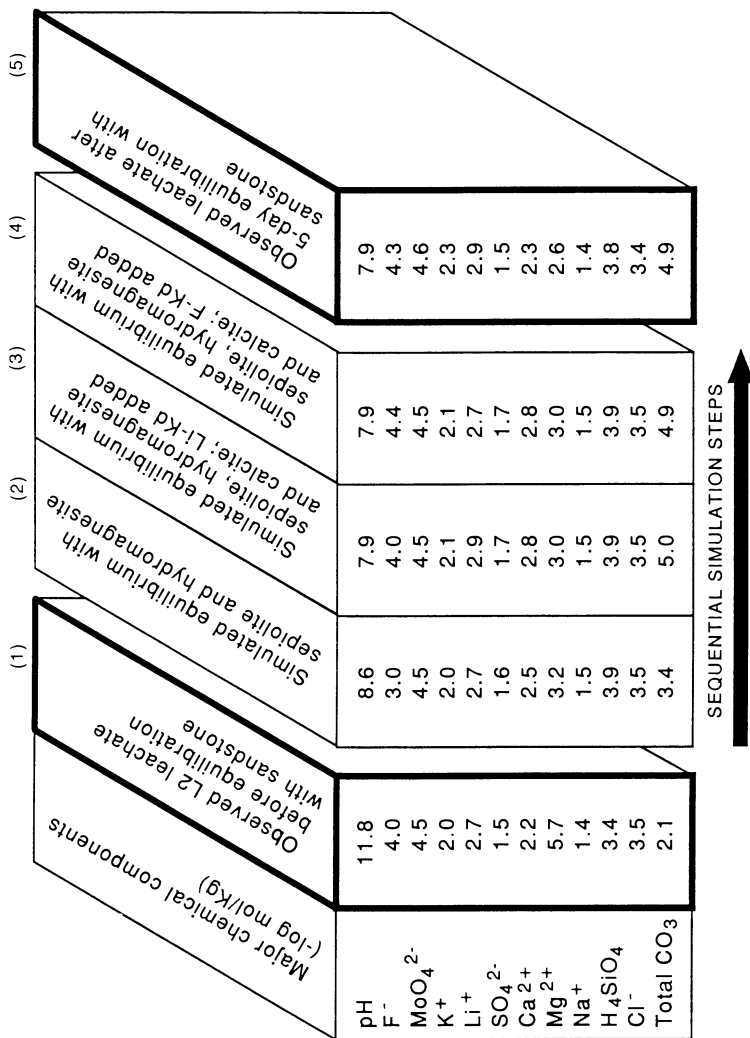 (1) (2) (3) (4) (5)
Major chemical components
(-log mol/Kg)
Observed L2 leachate
before equilibration
with sandstone
Simulated equilibrium with
sepiolite and hydromagnesite
Simulated equilibrium with
sepiolite, hydromagnesite
and calcite; Li-Kd added
Simulated equilibrium with
sepiolite, hydromagnesite
and calcite; F-Kd added
Observed leachate after
5-day equilibration with
sandstone
pH 11.8 8.6 7.9 7.9 7.9
F⁻ 4.0 3.0 4.0 4.4 4.3
MoO₄²⁻ 4.5 4.5 4.5 4.5 4.6
K⁺ 2.0 2.0 2.1 2.1 2.3
Li⁺ 2.7 2.7 2.9 2.7 2.9
SO₄²⁻ 1.5 1.6 1.7 1.7 1.5
Ca²⁺ 2.2 2.5 2.8 2.8 2.3
Mg²⁺ 5.7 3.2 3.0 3.0 2.6
Na⁺ 1.4 1.5 1.5 1.5 1.4
H₄SiO₄ 3.4 3.9 3.9 3.9 3.8
Cl⁻ 3.5 3.5 3.5 3.5 3.4
Total CO₃ 2.1 3.4 5.0 4.9 4.9
SEQUENTIAL SIMULATION STEPS